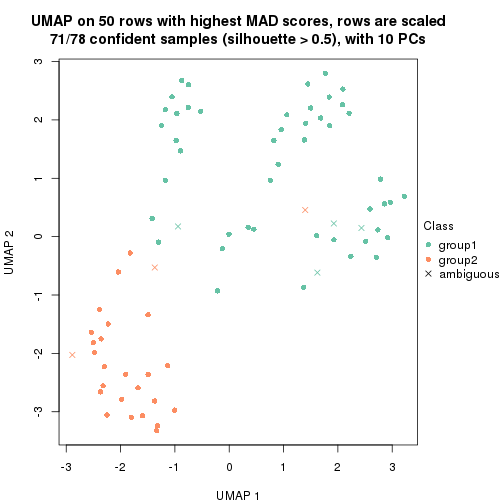 UMAP on 50 rows with highest MAD scores, rows are scaled
71/78 confident samples (silhouette > 0.5), with 10 PCs
3
2
1
0
-1
-2
-3
UMAP 2
-3 -2 -1 0 1 2 3
UMAP 1
Class
group1
group2
ambiguous